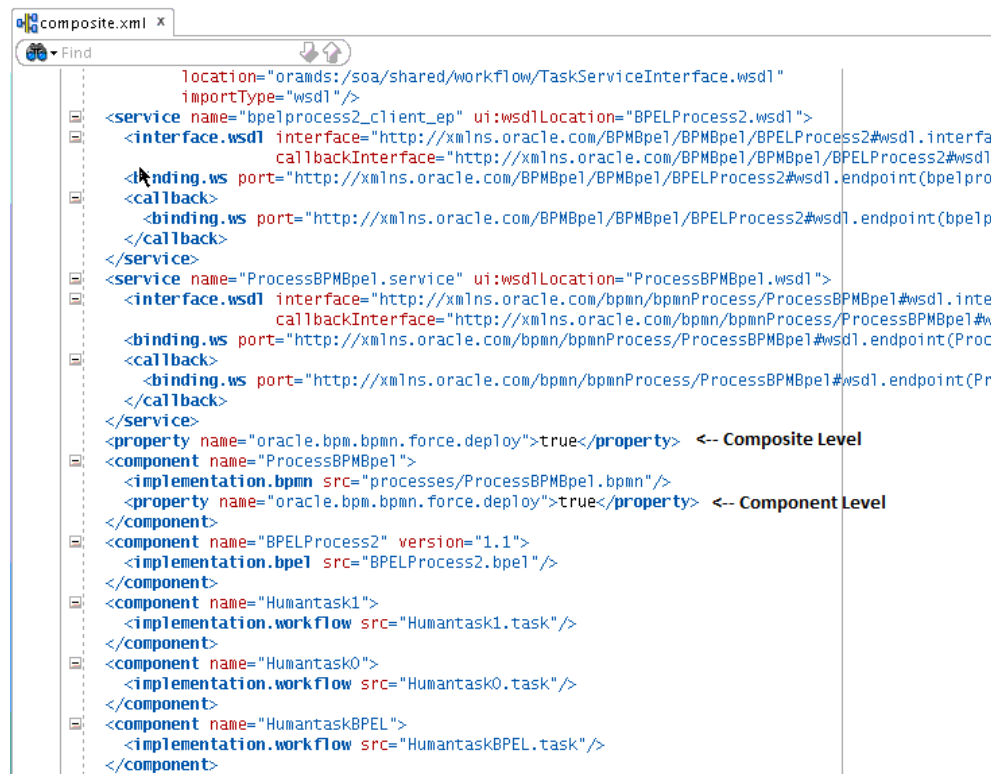 composite.xml x
Find
location="oramds:/soa/shared/workflow/TaskServiceInterface.wsdl"
importType="wsdl"/>
<service name="bpelprocess2_client_ep" ui:wsdlLocation="BPELProcess2.wsdl">
<interface.wsdl interface="http://xmlns.oracle.com/BPMBpel/BPMBpel/BPELProcess2#wsdl.interfa
callbackInterface="http://xmlns.oracle.com/BPMBpel/BPMBpel/BPELProcess2#wsdl
<binding.ws port="http://xmlns.oracle.com/BPMBpel/BPMBpel/BPELProcess2#wsdl.endpoint(bpelpro
<callback>
<binding.ws port="http://xmlns.oracle.com/BPMBpel/BPMBpel/BPELProcess2#wsdl.endpoint(bpelp
</callback>
</service>
<service name="ProcessBPMBpel.service" ui:wsdlLocation="ProcessBPMBpel.wsdl">
<interface.wsdl interface="http://xmlns.oracle.com/bpmn/bpmnProcess/ProcessBPMBpel#wsdl.inte
callbackInterface="http://xmlns.oracle.com/bpmn/bpmnProcess/ProcessBPMBpel#w
<binding.ws port="http://xmlns.oracle.com/bpmn/bpmnProcess/ProcessBPMBpel#wsdl.endpoint(Proc
<callback>
<binding.ws port="http://xmlns.oracle.com/bpmn/bpmnProcess/ProcessBPMBpel#wsdl.endpoint(Pr
</callback>
</service>
<property name="oracle.bpm.bpmn.force.deploy">true</property> <-- Composite Level
<component name="ProcessBPMBpel">
<implementation.bpmn src="processes/ProcessBPMBpel.bpmn"/>
<property name="oracle.bpm.bpmn.force.deploy">true</property> <-- Component Level
</component>
<component name="BPELProcess2" version="1.1">
<implementation.bpel src="BPELProcess2.bpel"/>
</component>
<component name="Humantask1">
<implementation.workflow src="Humantask1.task"/>
</component>
<component name="HumantaskO">
<implementation.workflow src="HumantaskO.task"/>
</component>
<component name="HumantaskBPEL">
<implementation.workflow src="HumantaskBPEL.task"/>
</component>